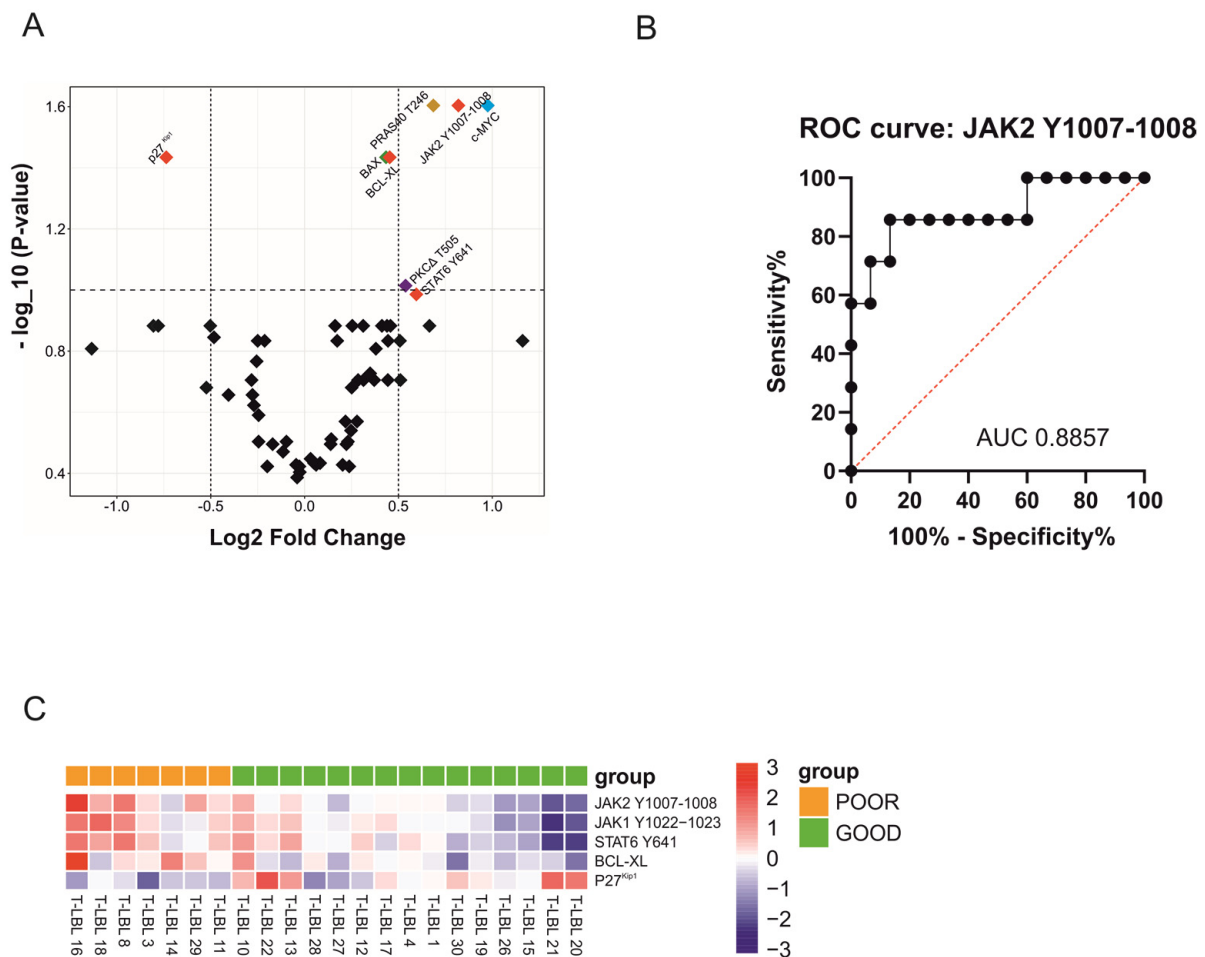 A
B
1.6
1.2
0.8
0.4
-1.0
-0.5
0.0
0.5
1.0
- log_10 (P-value)
Log2 Fold Change
p27 Kip1
PRAS40 T246
JAK2 Y1007-1008
c-MYC
BAX
BCL-XL
PKCΔ T505
STAT6 Y641
ROC curve: JAK2 Y1007-1008
100
80
60
40
20
0
Sensitivity%
AUC 0.8857
0 20 40 60 80 100
100% - Specificity%
C
group
JAK2 Y1007-1008
JAK1 Y1022−1023
STAT6 Y641
BCL-XL
P27Kip1
T-LBL 16
T-LBL 18
T-LBL 8
T-LBL 3
T-LBL 14
T-LBL 29
T-LBL 11
T-LBL 10
T-LBL 22
T-LBL 13
T-LBL 28
T-LBL 27
T-LBL 12
T-LBL 17
T-LBL 4
T-LBL 1
T-LBL 30
T-LBL 19
T-LBL 26
T-LBL 15
T-LBL 21
T-LBL 20
3
2
1
0
−1
−2
−3
group
POOR
GOOD